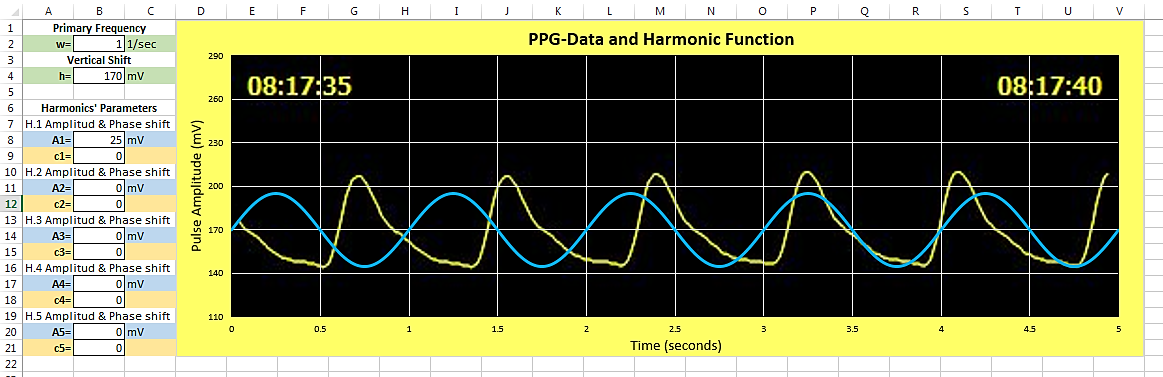 A B C D E F G H I J K L M N O P Q R S T U V
1 Primary Frequency
2 w= 1 1/sec
3 Vertical Shift
4 h= 170 mV
5
6 Harmonics' Parameters
7 H.1 Amplitud & Phase shift
8 A1= 25 mV
9 c1= 0
10 H.2 Amplitud & Phase shift
11 A2= 0 mV
12 c2= 0
13 H.3 Amplitud & Phase shift
14 A3= 0 mV
15 c3= 0
16 H.4 Amplitud & Phase shift
17 A4= 0 mV
18 c4= 0
19 H.5 Amplitud & Phase shift
20 A5= 0 mV
21 c5= 0
22
PPG-Data and Harmonic Function
08:17:35 08:17:40
Pulse Amplitude (mV)
290
260
230
200
170
140
110
0 0.5 1 1.5 2 2.5 3 3.5 4 4.5 5
Time (seconds)